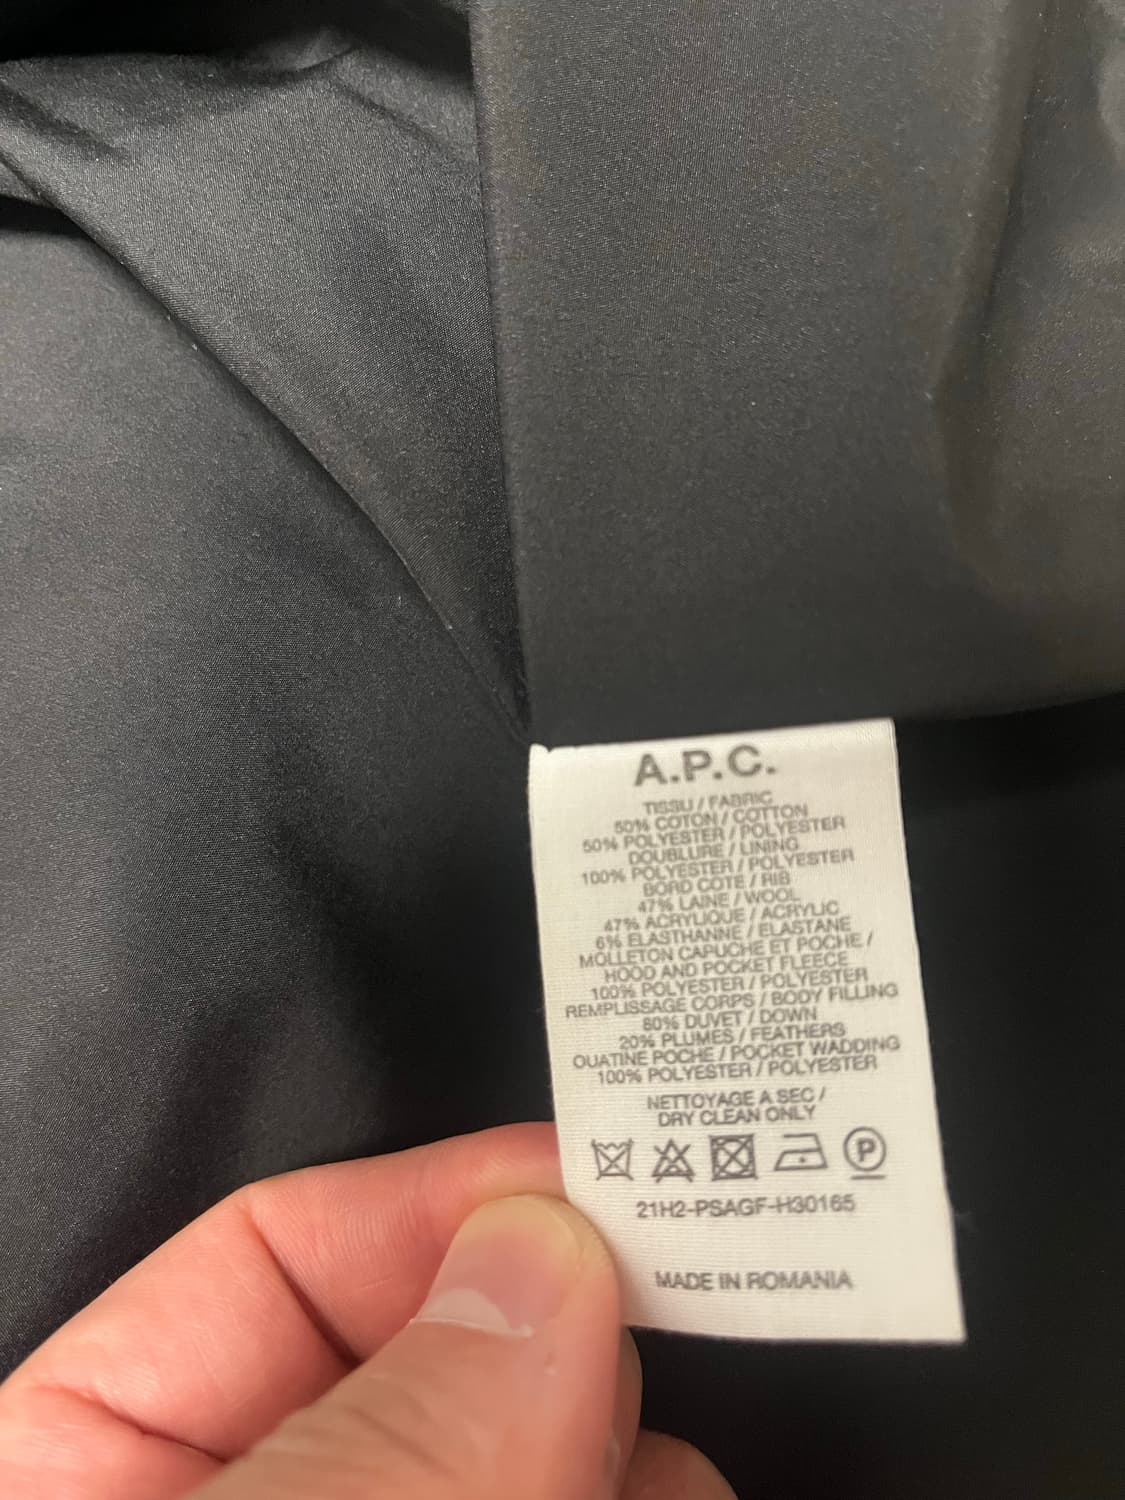 A.P.C.
TISSU / FABRIC
50% COTON / COTTON
50% POLYESTER / POLYESTER
DOUBLURE / LINING
100% POLYESTER / POLYESTER
BORD COTE / RIB
47% LAINE / WOOL
47% ACRYLIQUE / ACRYLIC
6% ELASTHANNE / ELASTANE
MOLLETON CAPUCHE ET POCHE /
HOOD AND POCKET FLEECE
100% POLYESTER / POLYESTER
REMPLISSAGE CORPS / BODY FILLING
80% DUVET / DOWN
20% PLUMES / FEATHERS
OUATINE POCHE / POCKET WADDING
100% POLYESTER / POLYESTER
NETTOYAGE A SEC /
DRY CLEAN ONLY
P
21H2-PSAGF-H30165
MADE IN ROMANIA